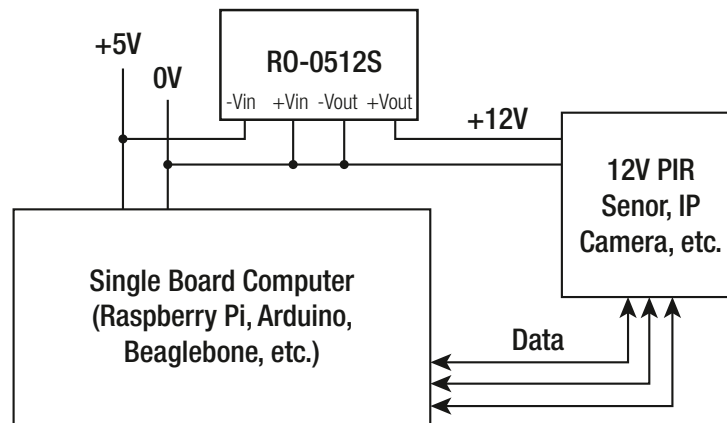 +5V
0V
RO-0512S
-Vin +Vin -Vout +Vout
+12V
12V PIR
Senor, IP
Camera, etc.
Single Board Computer
(Raspberry Pi, Arduino,
Beaglebone, etc.)
Data